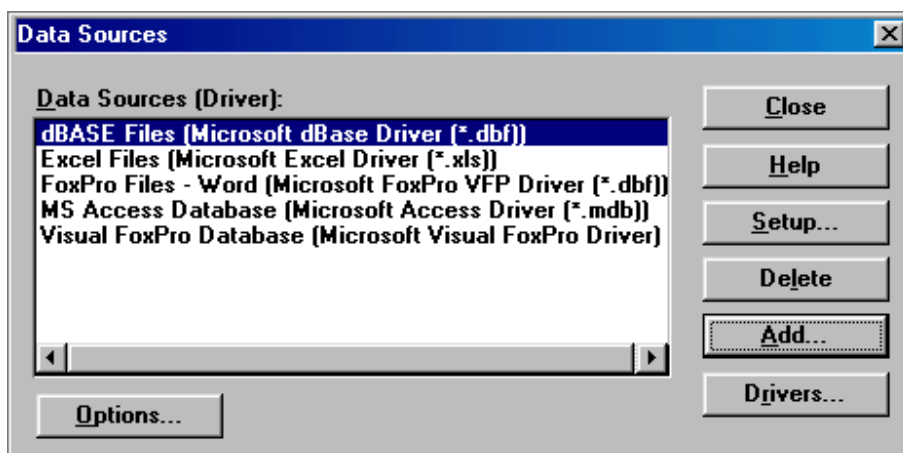 Data Sources
Data Sources (Driver):
dBASE Files (Microsoft dBase Driver (*.dbf))
Excel Files (Microsoft Excel Driver (*.xls))
FoxPro Files - Word (Microsoft FoxPro VFP Driver (*.dbf))
MS Access Database (Microsoft Access Driver (*.mdb))
Visual FoxPro Database (Microsoft Visual FoxPro Driver)
Close
Help
Setup...
Delete
Add...
Drivers...
Options...